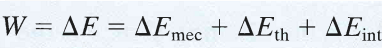 W = ΔE = ΔE_mec + ΔE_th + ΔE_int